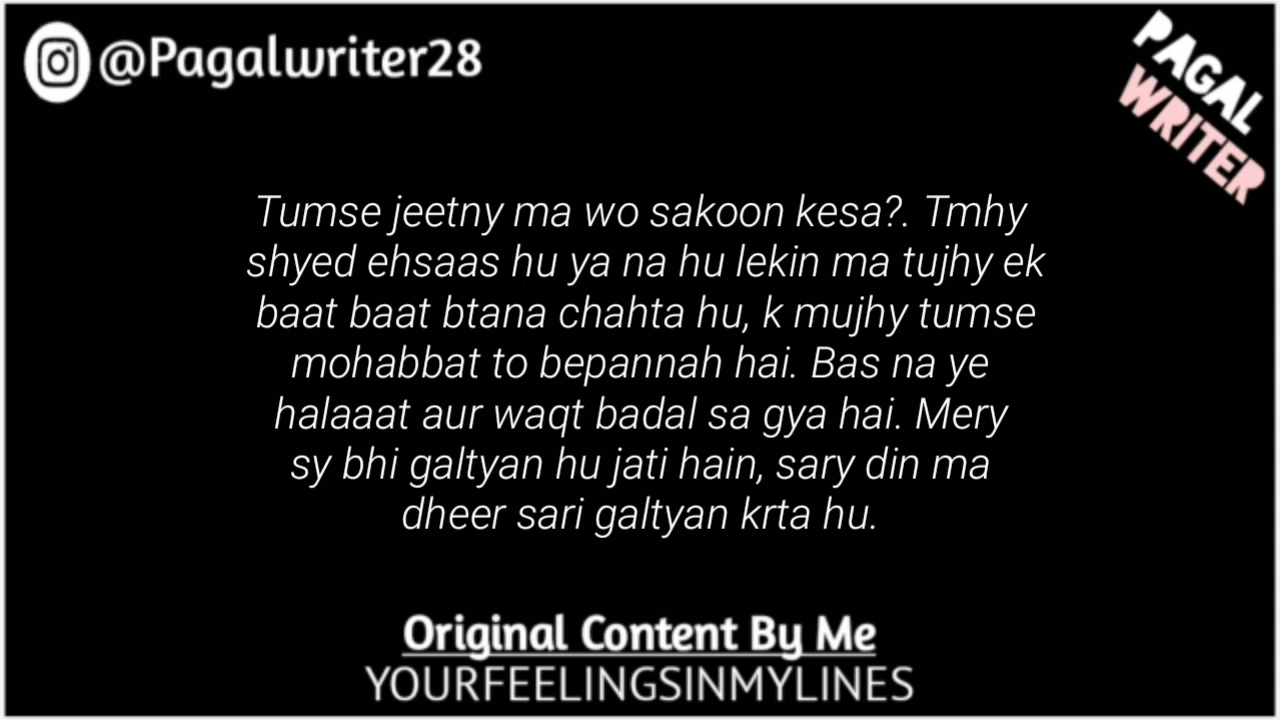 @Pagalwriter28
PAGAL
WRITER
Tumse jeetny ma wo sakoon kesa?. Tmhy
shyed ehsaas hu ya na hu lekin ma tujhy ek
baat baat btana chahta hu, k mujhy tumse
mohabbat to bepannah hai. Bas na ye
halaaat aur waqt badal sa gya hai. Mery
sy bhi galtyan hu jati hain, sary din ma
dheer sari galtyan krta hu.
Original Content By Me
YOURFEELINGSINMYLINES